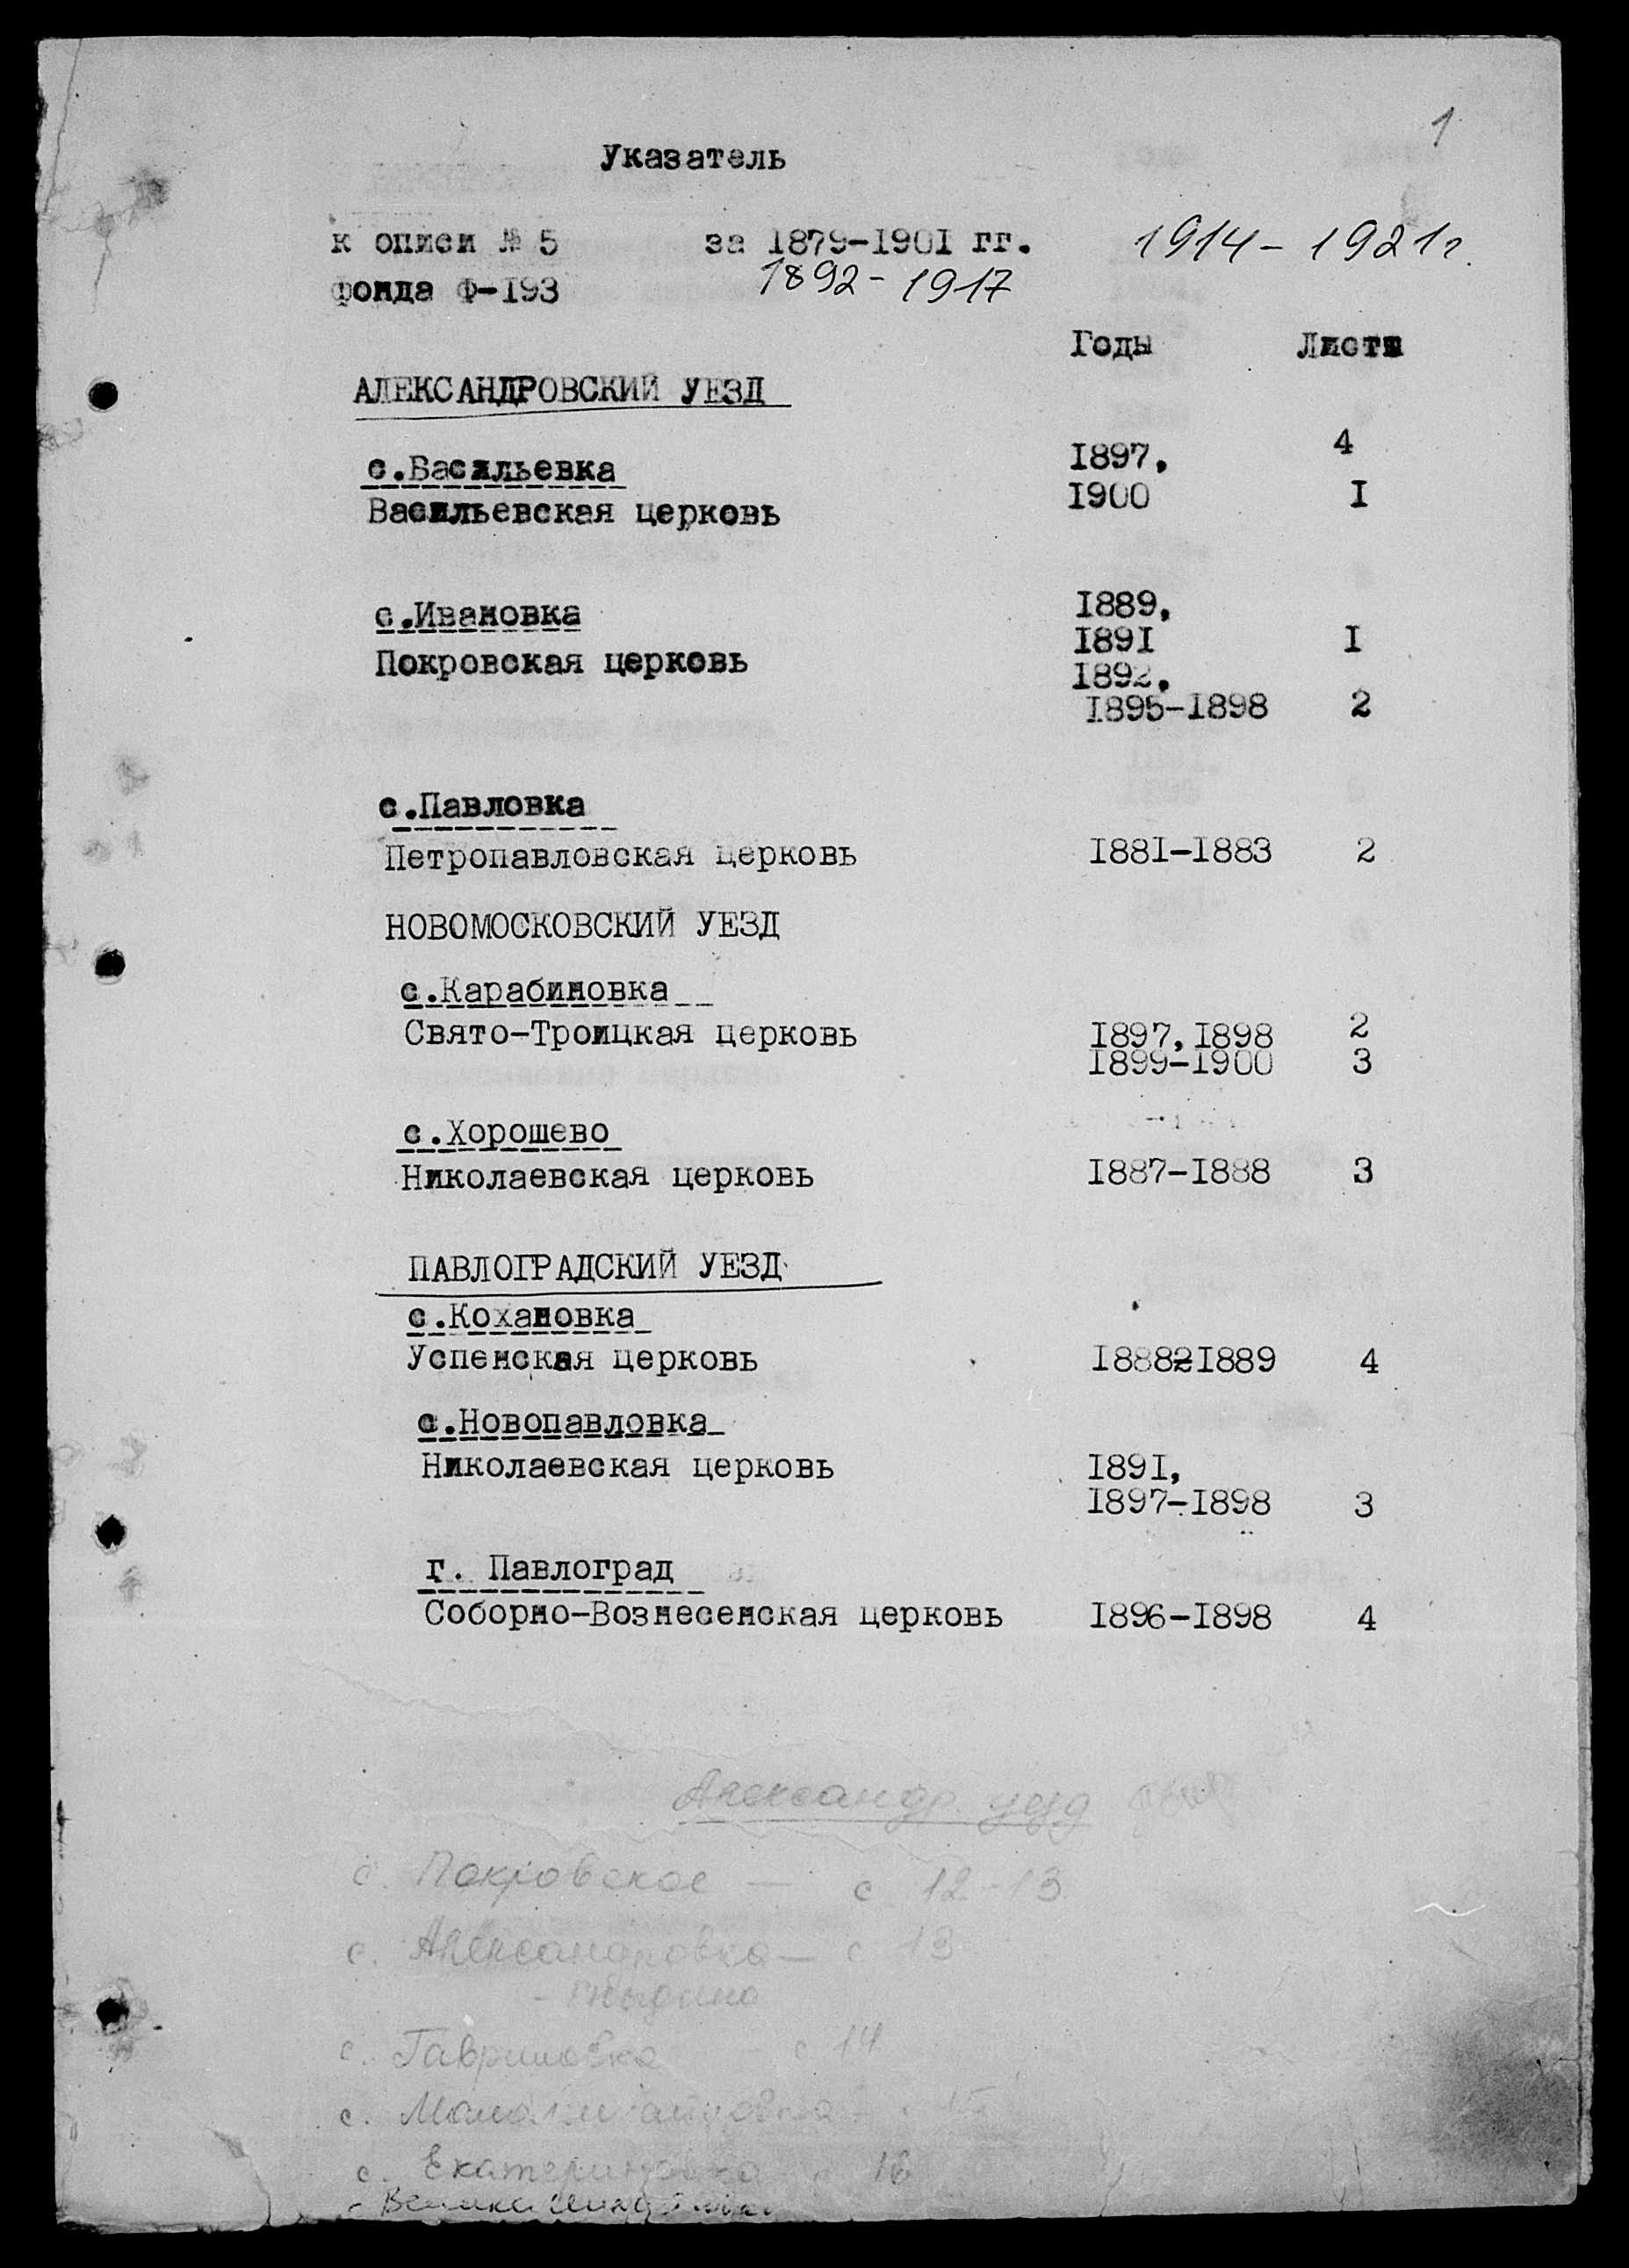 1
Указатель
к описи № 5 за 1879-1901 гг. 1914-1921г.
фонда Ф-193 1892-1917
Годы Листы
АЛЕКСАНДРОВСКИЙ УЕЗД
с.Васильевка 1897, 4
Васильевская церковь 1900 1
с.Ивановка 1889,
1891 1
Покровская церковь 1892,
1895-1898 2
с.Павловка
Петропавловская церковь 1881-1883 2
НОВОМОСКОВСКИЙ УЕЗД
с.Карабиновка
Свято-Троицкая церковь 1897,1898 2
1899-1900 3
с.Хорошево
Николаевская церковь 1887-1888 3
ПАВЛОГРАДСКИЙ УЕЗД
с.Кохановка
Успенская церковь 188821889 4
с.Новопавловка
Николаевская церковь 1891,
1897-1898 3
г. Павлоград
Соборно-Вознесенская церковь 1896-1898 4
Александр. уезд
с. Покровское - с 12-13
с. Александровка - с 13
с. Гавриловка - с 14
с.
с. Екатериновка 16